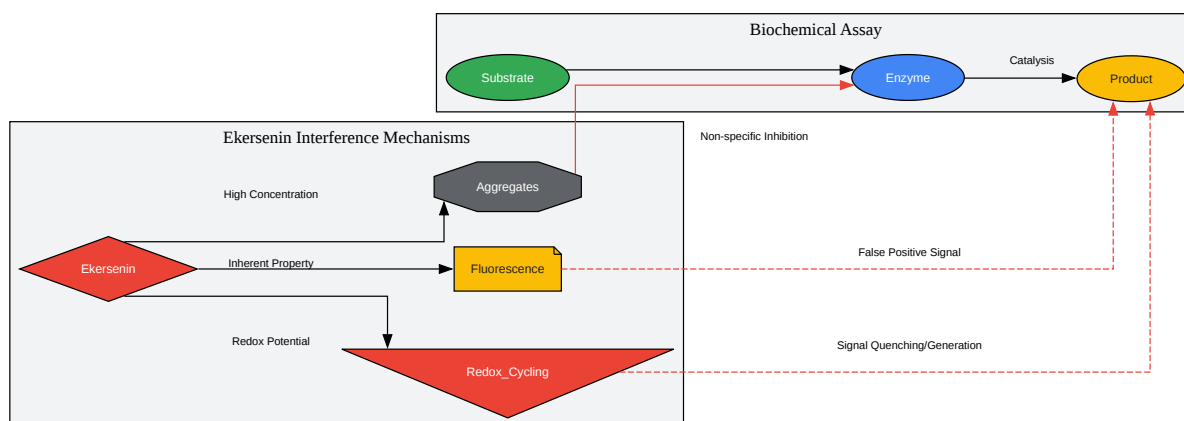 Biochemical Assay
Substrate
Enzyme
Catalysis
Product
Ekersenin Interference Mechanisms
Non-specific Inhibition
Aggregates
High Concentration
Ekersenin
Inherent Property
Fluorescence
False Positive Signal
Redox Potential
Signal Quenching/Generation
Redox_Cycling